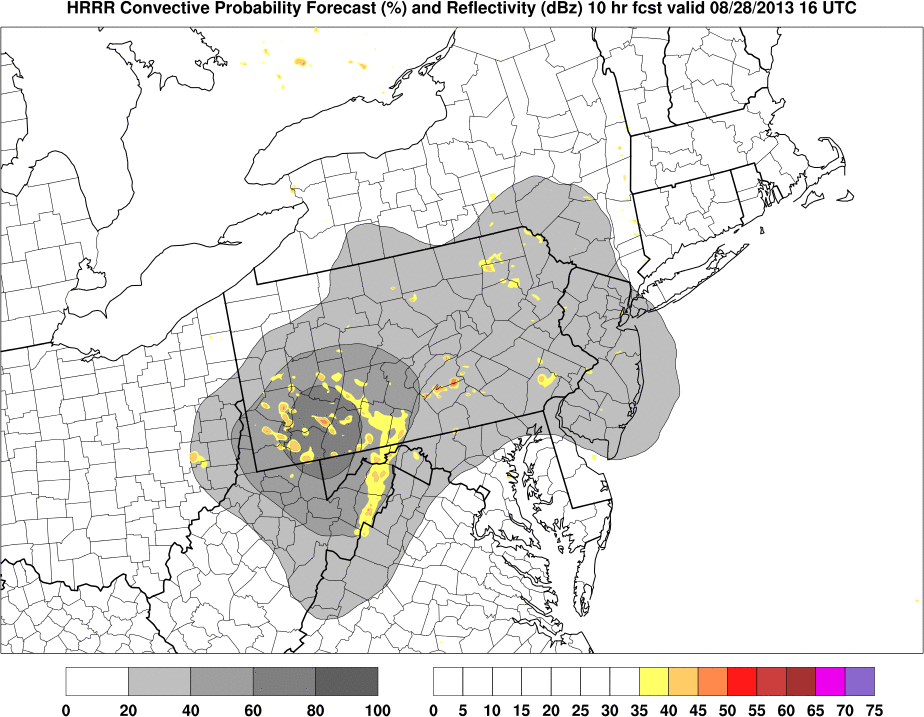 HRRR Convective Probability Forecast (%) and Reflectivity (dBz) 10 hr fcst valid 08/28/2013 16 UTC
0 20 40 60 80 100 0 5 10 15 20 25 30 35 40 45 50 55 60 65 70 75